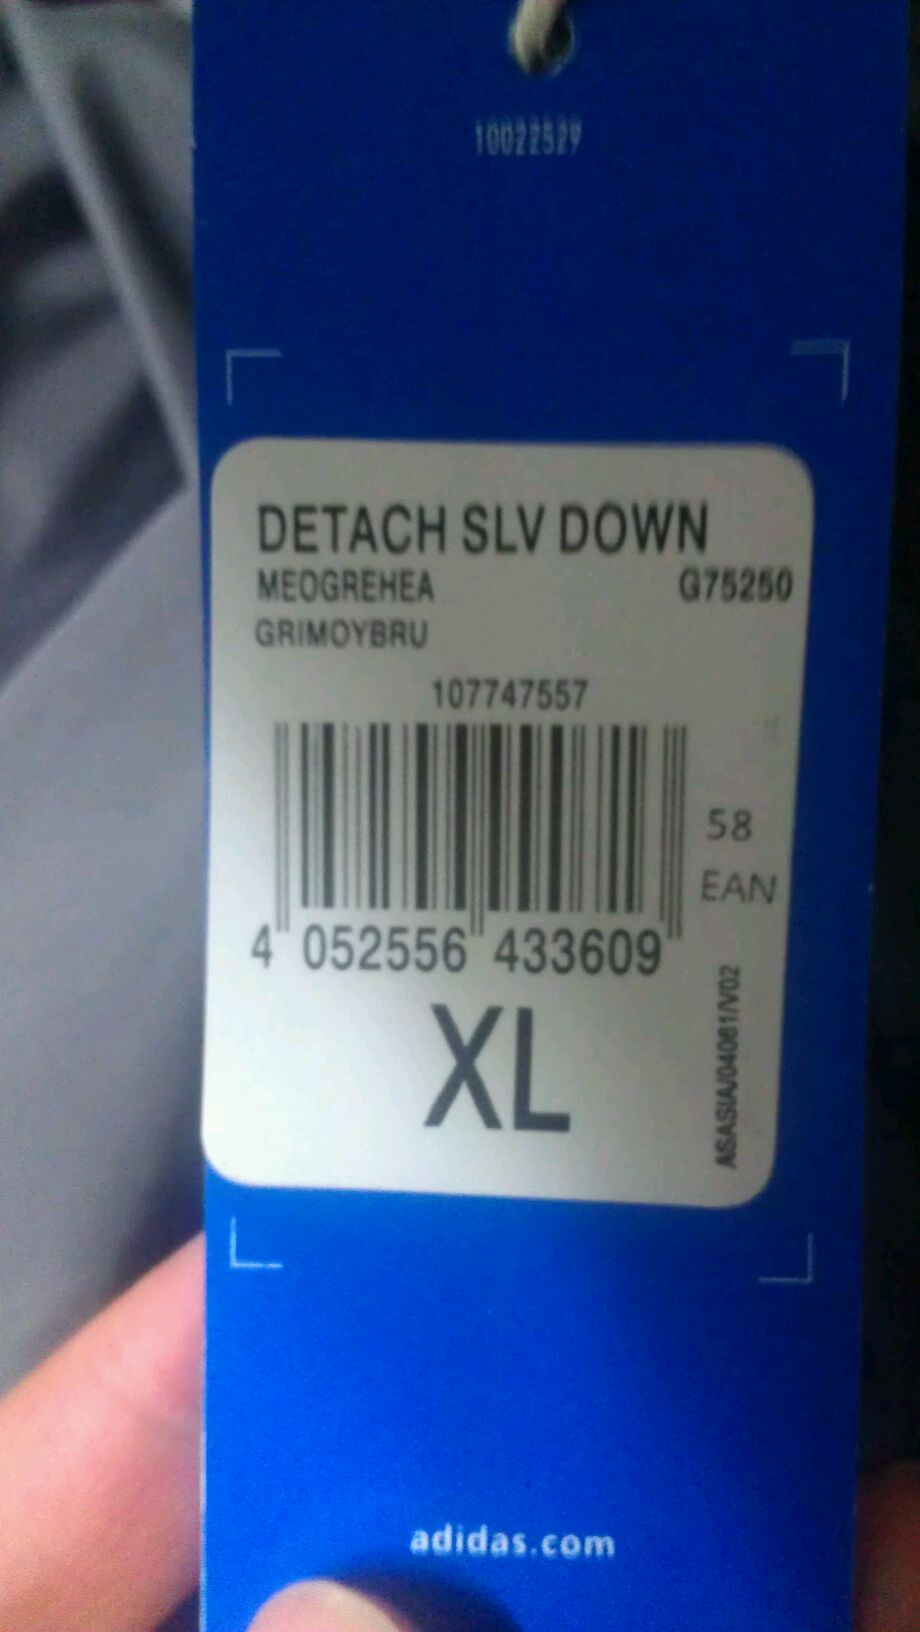 10022529
DETACH SLV DOWN
MEOGREHEA G75250
GRIMOYBRU
107747557
58
EAN
4 052556 433609
XL
ASASIA/04061/V02
adidas.com